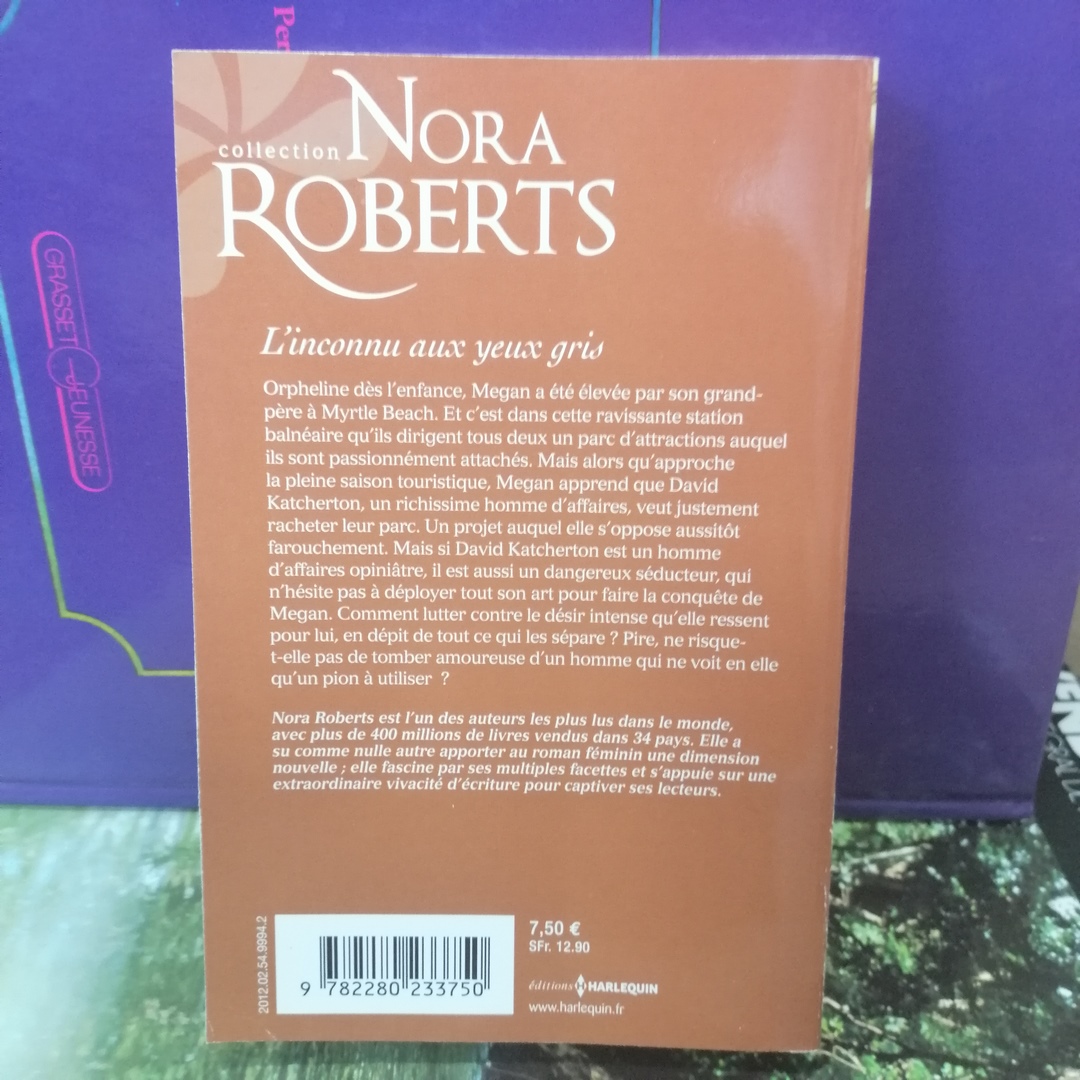 Per
collection NORA
ROBERTS
GRASSET JEUNESSE
L'inconnu aux yeux gris
Orpheline dès l'enfance, Megan a été élevée par son grand-
père à Myrtle Beach. Et c'est dans cette ravissante station
balnéaire qu'ils dirigent tous deux un parc d'attractions auquel
ils sont passionnément attachés. Mais alors qu'approche
la pleine saison touristique, Megan apprend que David
Katcherton, un richissime homme d'affaires, veut justement
racheter leur parc. Un projet auquel elle s'oppose aussitôt
farouchement. Mais si David Katcherton est un homme
d'affaires opiniâtre, il est aussi un dangereux séducteur, qui
n'hésite pas à déployer tout son art pour faire la conquête de
Megan. Comment lutter contre le désir intense qu'elle ressent
pour lui, en dépit de tout ce qui les sépare ? Pire, ne risque-
t-elle pas de tomber amoureuse d'un homme qui ne voit en elle
qu'un pion à utiliser ?
Nora Roberts est l'un des auteurs les plus lus dans le monde,
avec plus de 400 millions de livres vendus dans 34 pays. Elle a
su comme nulle autre apporter au roman féminin une dimension
nouvelle ; elle fascine par ses multiples facettes et s'appuie sur une
extraordinaire vivacité d'écriture pour captiver ses lecteurs.
2012.02.54.9994.2
9 782280 233750
7,50 €
SFr. 12.90
éditions HARLEQUIN
www.harlequin.fr